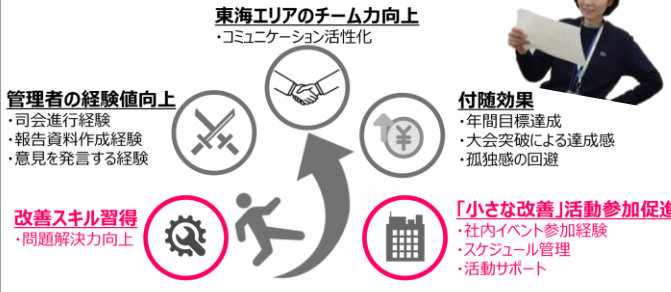 東海エリアのチーム力向上
・コミュニケーション活性化
管理者の経験値向上
・司会進行経験
・報告資料作成経験
・意見を発言する経験
付随効果
・年間目標達成
・大会突破による達成感
・孤独感の回避
¥
改善スキル習得
・問題解決力向上
「小さな改善」活動参加促進
・社内イベント参加経験
・スケジュール管理
・活動サポート